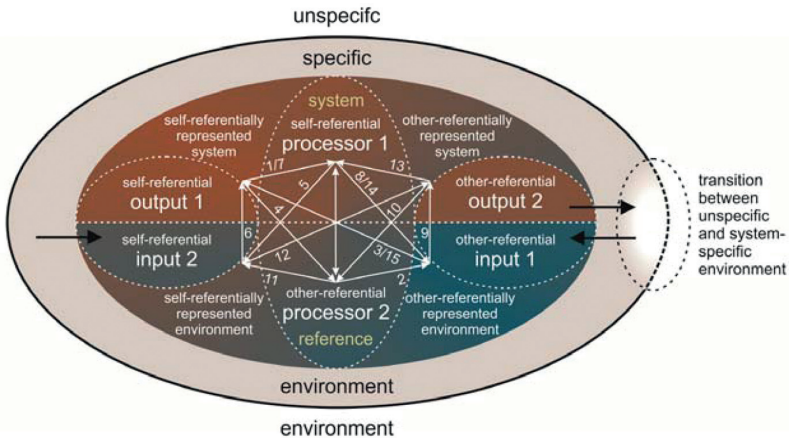 unspecifc
specific
system
self-referentially
represented
system
self-referential
processor 1
other-referentially
represented
system
1/7
5
8/14
13
self-referential
output 1
4
10
other-referential
output 2
self-referential
input 2
6
12
3/15
9
other-referential
input 1
11
2
self-referentially
represented
environment
other-referential
processor 2
reference
other-referentially
represented
environment
transition
between
unspecific
and system-
specific
environment
environment
environment